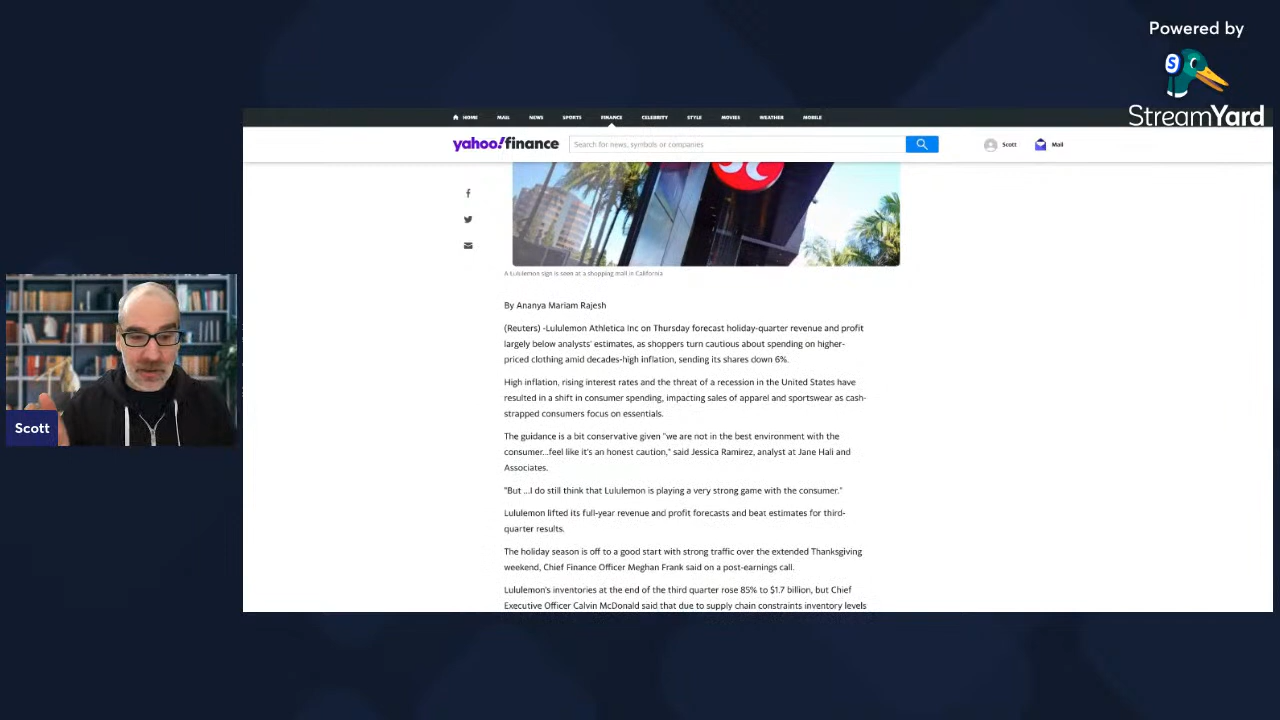 Powered by
StreamYard
HOME MAIL NEWS SPORTS FINANCE CELEBRITY STYLE MOVIES WEATHER MOBILE
yahoo!finance
Search for news, symbols or companies
Scott
Mail
A Lululemon sign is seen at a shopping mall in California
By Ananya Mariam Rajesh
(Reuters) -Lululemon Athletica Inc on Thursday forecast holiday-quarter revenue and profit
largely below analysts' estimates, as shoppers turn cautious about spending on higher-
priced clothing amid decades-high inflation, sending its shares down 6%.
High inflation, rising interest rates and the threat of a recession in the United States have
resulted in a shift in consumer spending, impacting sales of apparel and sportswear as cash-
strapped consumers focus on essentials.
The guidance is a bit conservative given "we are not in the best environment with the
consumer...feel like it's an honest caution," said Jessica Ramirez, analyst at Jane Hali and
Associates.
"But ...I do still think that Lululemon is playing a very strong game with the consumer."
Lululemon lifted its full-year revenue and profit forecasts and beat estimates for third-
quarter results.
The holiday season is off to a good start with strong traffic over the extended Thanksgiving
weekend, Chief Finance Officer Meghan Frank said on a post-earnings call.
Lululemon's inventories at the end of the third quarter rose 85% to $1.7 billion, but Chief
Executive Officer Calvin McDonald said that due to supply chain constraints inventory levels
Scott